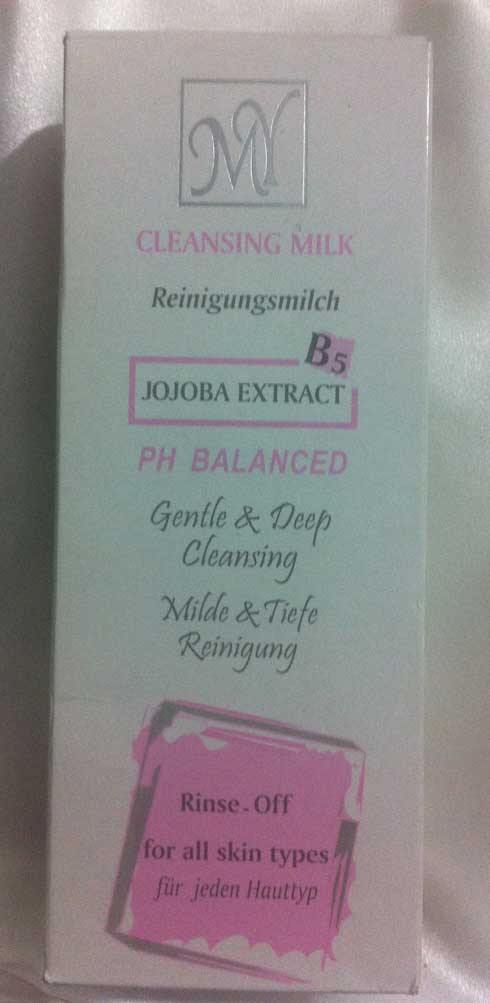 MY
CLEANSING MILK
Reinigungsmilch
B5
JOJOBA EXTRACT
PH BALANCED
Gentle & Deep
Cleansing
Milde & Tiefe
Reinigung
Rinse-Off
for all skin types
für jeden Hauttyp